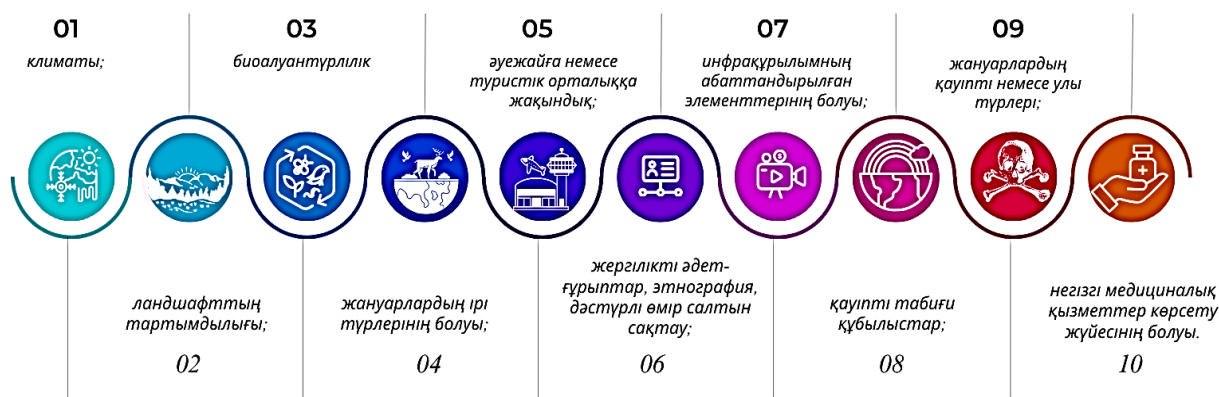 01
климаты;
ландшафттың
тартымдылығы;
02
03
биоалуантүрлілік
жануарлардың ірі
түрлерінің болуы;
04
05
әуежайға немесе
туристік орталыққа
жақындық;
жергілікті әдет-
ғұрыптар, этнография,
дәстүрлі өмір салтын
сақтау;
06
07
инфрақұрылымның
абаттандырылған
элементтерінің болуы;
қауіпті табиғи
құбылыстар;
08
09
жануарлардың
қауіпті немесе улы
түрлері;
негізгі медициналық
қызметтер көрсету
жүйесінің болуы.
10